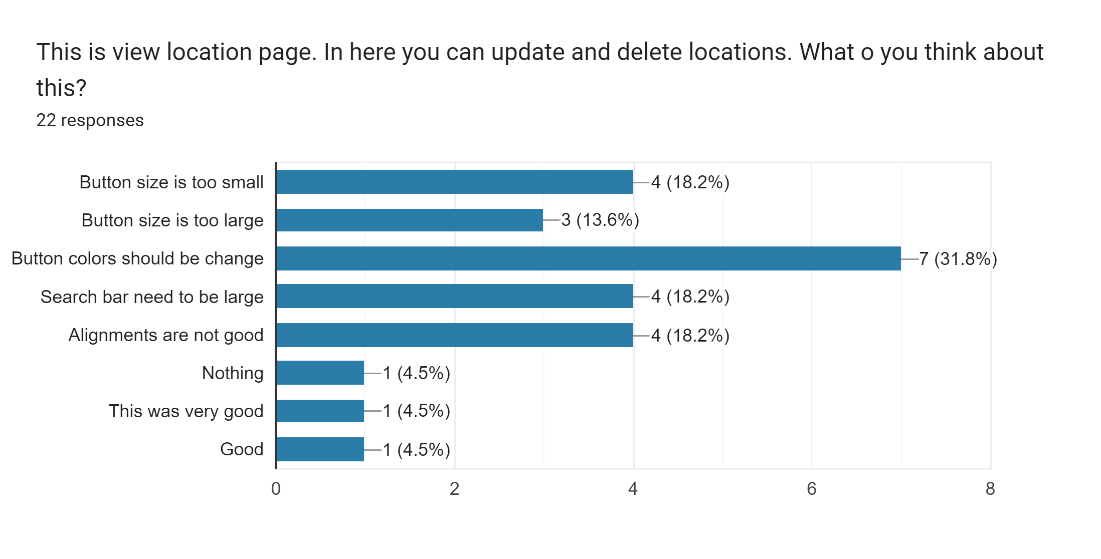 This is view location page. In here you can update and delete locations. What o you think about
this?
22 responses
Button size is too small 4 (18.2%)
Button size is too large 3 (13.6%)
Button colors should be change 7 (31.8%)
Search bar need to be large 4 (18.2%)
Alignments are not good 4 (18.2%)
Nothing 1 (4.5%)
This was very good 1 (4.5%)
Good 1 (4.5%)
0 2 4 6 8